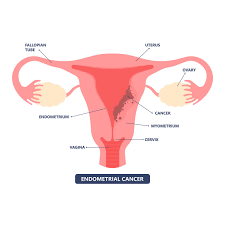 FALLOPIAN
TUBE
UTERUS
OVARY
ENDOMETRIUM
CANCER
MYOMETRIUM
CERVIX
VAGINA
ENDOMETRIAL CANCER